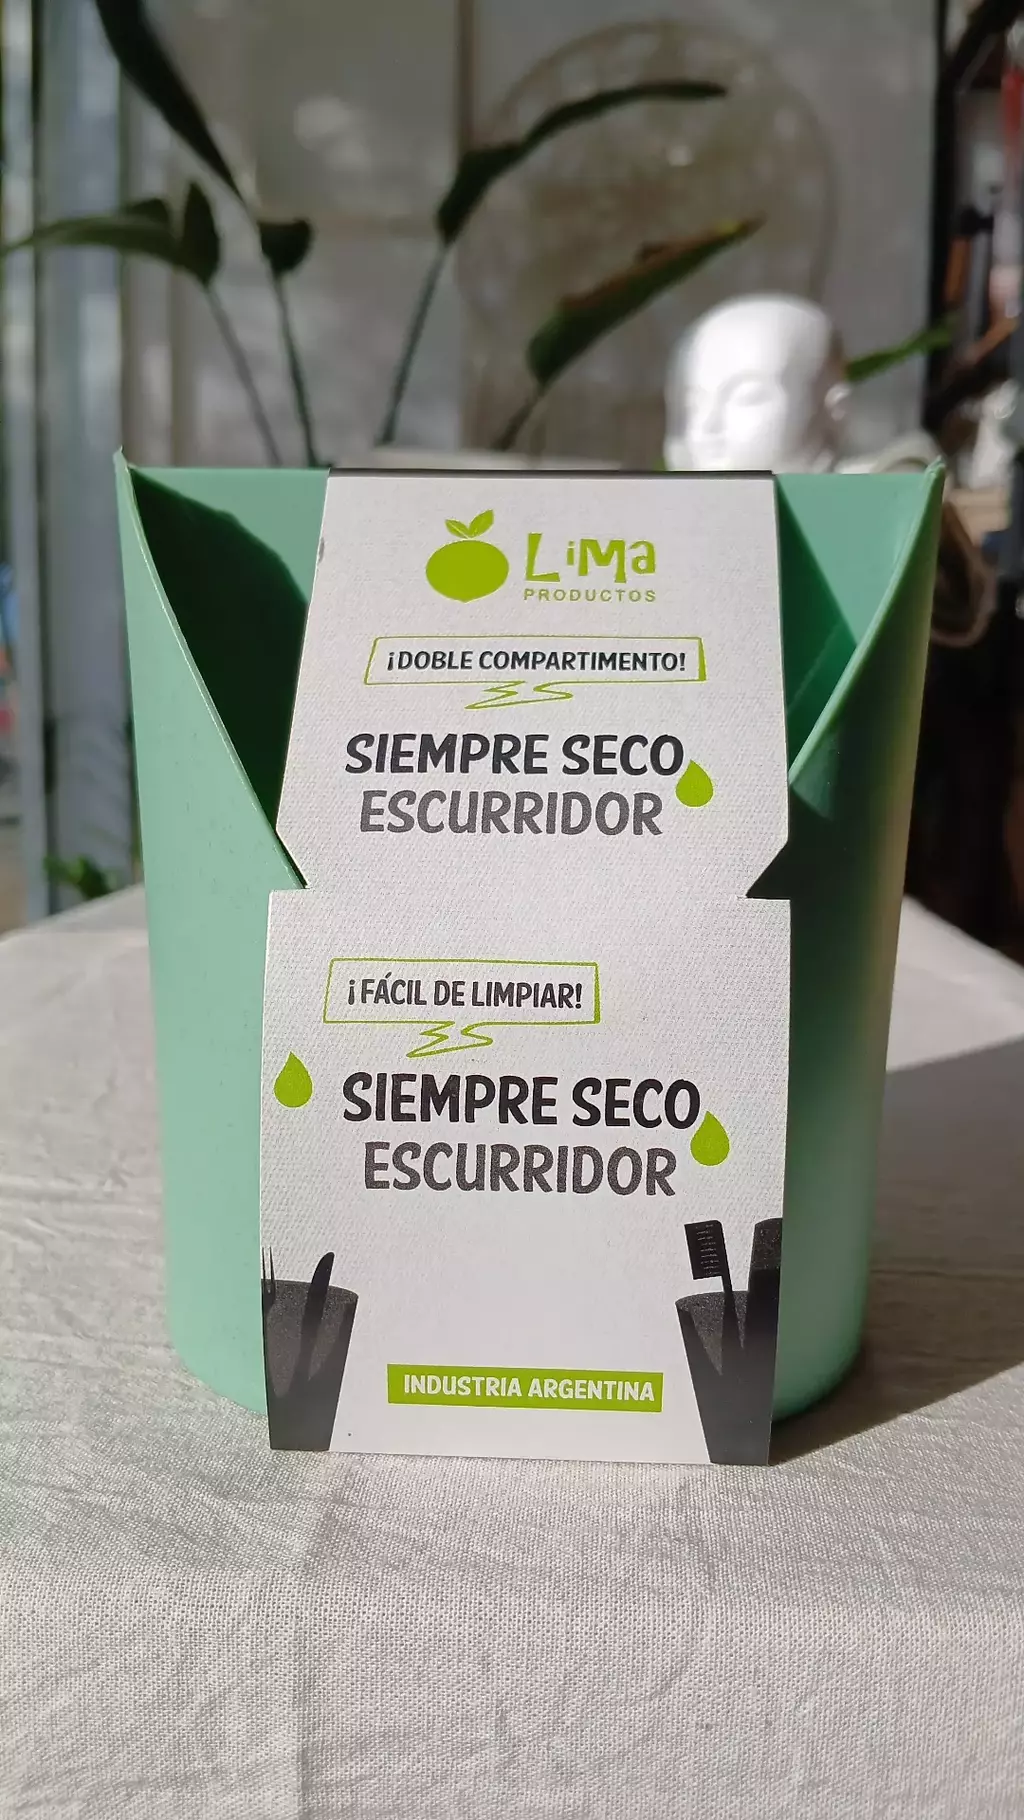 LiMa
PRODUCTOS
¡DOBLE COMPARTIMENTO!
SIEMPRE SECO
ESCURRIDOR
¡FÁCIL DE LIMPIAR!
SIEMPRE SECO
ESCURRIDOR
INDUSTRIA ARGENTINA